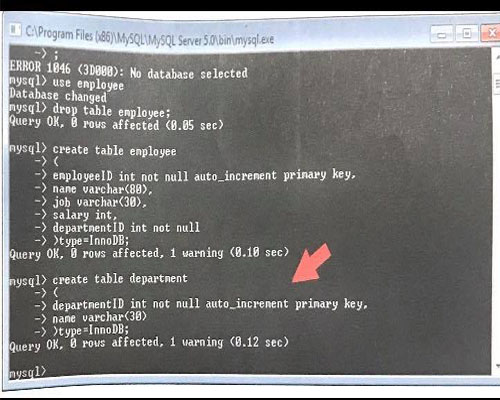 C:\Program Files (x86)\MySQL\MySQL Server 5.0\bin\mysql.exe
-> ;
ERROR 1046 (3D000): No database selected
mysql> use employee
Database changed
mysql> drop table employee;
Query OK, 0 rows affected (0.05 sec)
mysql> create table employee
-> (
-> employeeID int not null auto_increment primary key,
-> name varchar(80),
-> job varchar(30),
-> salary int,
-> departmentID int not null
-> )type=InnoDB;
Query OK, 0 rows affected, 1 warning (0.10 sec)
mysql> create table department
-> (
-> departmentID int not null auto_increment primary key,
-> name varchar(30)
-> )type=InnoDB;
Query OK, 0 rows affected, 1 warning (0.12 sec)
mysql>